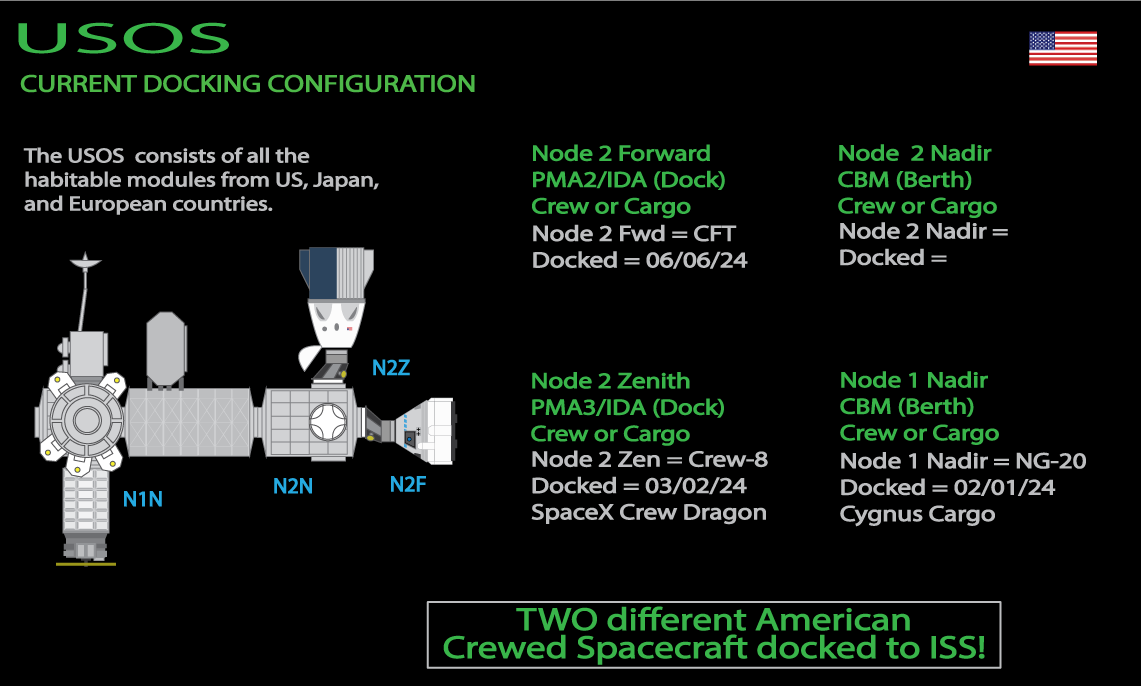 USOS
CURRENT DOCKING CONFIGURATION
The USOS consists of all the
habitable modules from US, Japan,
and European countries.
Node 2 Forward
PMA2/IDA (Dock)
Crew or Cargo
Node 2 Fwd = CFT
Docked = 06/06/24
Node 2 Nadir
CBM (Berth)
Crew or Cargo
Node 2 Nadir =
Docked =
N2Z
N2N
N2F
N1N
Node 2 Zenith
PMA3/IDA (Dock)
Crew or Cargo
Node 2 Zen = Crew-8
Docked = 03/02/24
SpaceX Crew Dragon
Node 1 Nadir
CBM (Berth)
Crew or Cargo
Node 1 Nadir = NG-20
Docked = 02/01/24
Cygnus Cargo
TWO different American
Crewed Spacecraft docked to ISS!